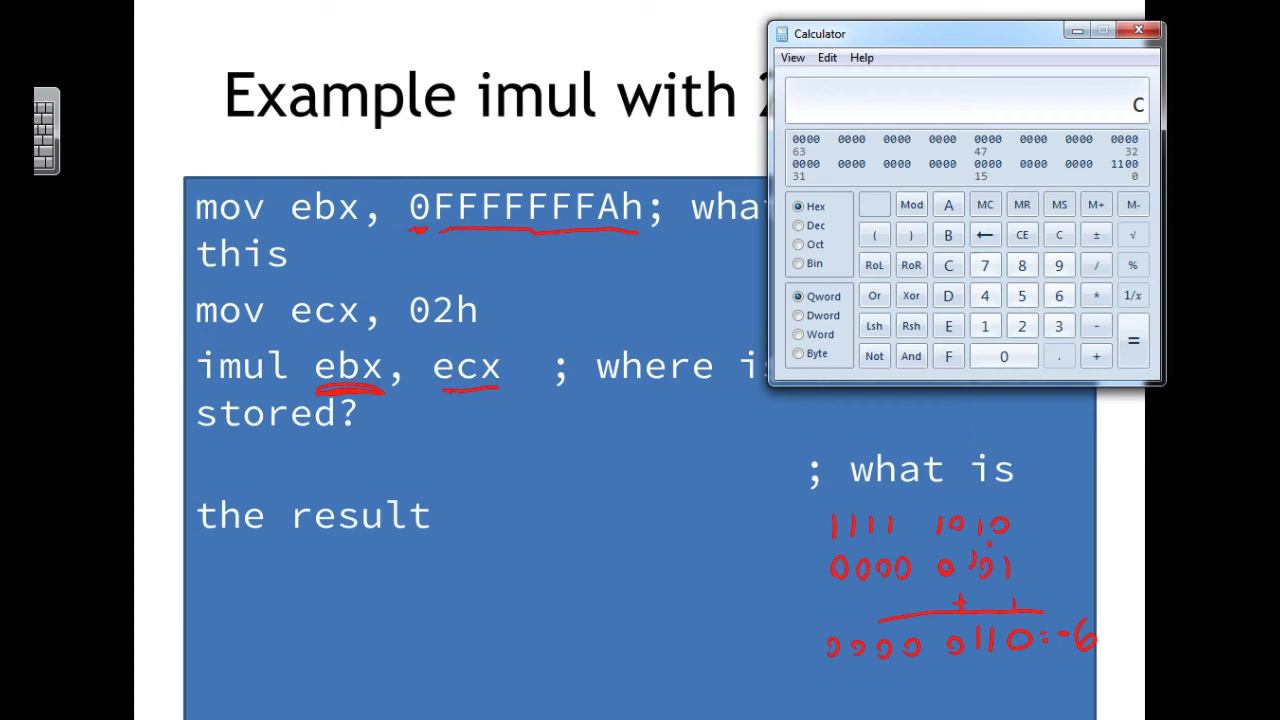 Example imul with
mov ebx, 0FFFFFFFAh; what
this
mov ecx, 02h
imul ebx, ecx ; where is
stored?
; what is
the result
1111 1010
+ 1
0000 0110 = -6
Calculator
View Edit Help
C
0000 0000 0000 0000 0000 0000 0000 0000
63 47 32
0000 0000 0000 0000 0000 0000 0000 1100
31 15 0
Hex Mod A MC MR MS M+ M-
Dec ( ) B ← CE C ± √
Oct
Bin RoL RoR C 7 8 9 / %
Qword Or Xor D 4 5 6 * 1/x
Dword Lsh Rsh E 1 2 3 - =
Word
Byte Not And F 0 . +